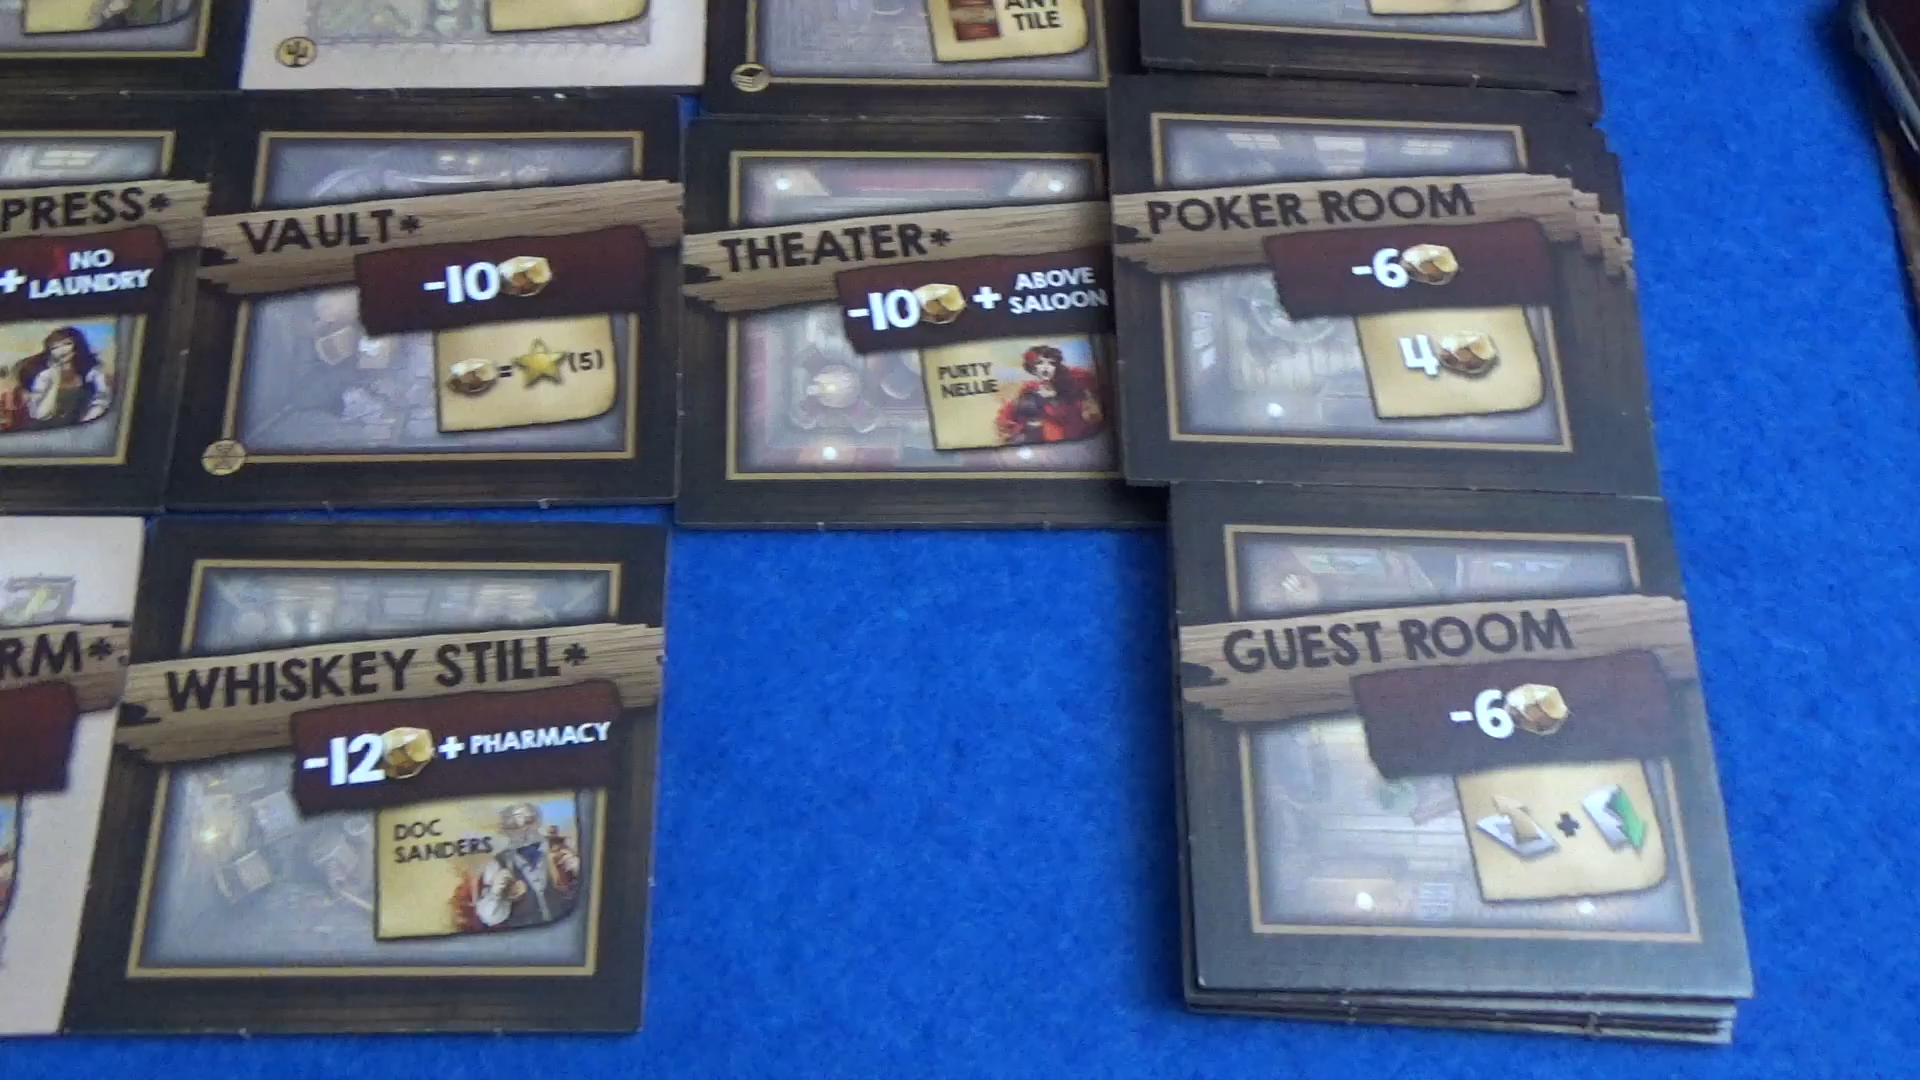 ANY
TILE
PRESS*
+ NO
LAUNDRY
VAULT*
-10
= (5)
THEATER*
-10 + ABOVE
SALOON
PURTY
NELLIE
POKER ROOM
-6
4
RM*
WHISKEY STILL*
-12 + PHARMACY
DOC
SANDERS
GUEST ROOM
-6
+